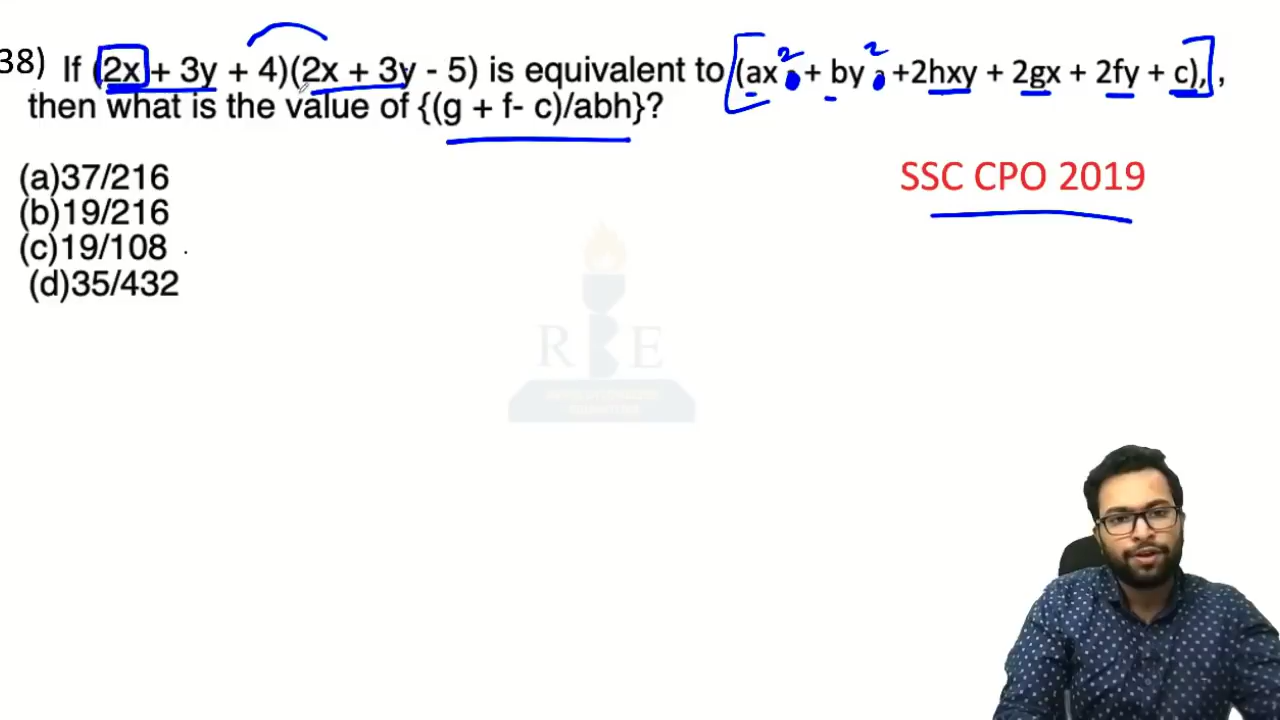 38) If (2x + 3y + 4)(2x + 3y - 5) is equivalent to (ax² + by² +2hxy + 2gx + 2fy + c), ,
then what is the value of {(g + f- c)/abh}?
(a)37/216
SSC CPO 2019
(b)19/216
(c)19/108
(d)35/432
R E